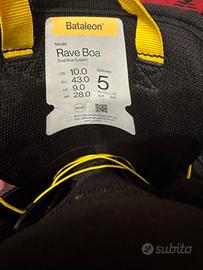 Bataleon®
Model
Rave Boa
Dual Boa System
US 10.0
EU 43.0
UK 9.0
MP 28.0
5
subito